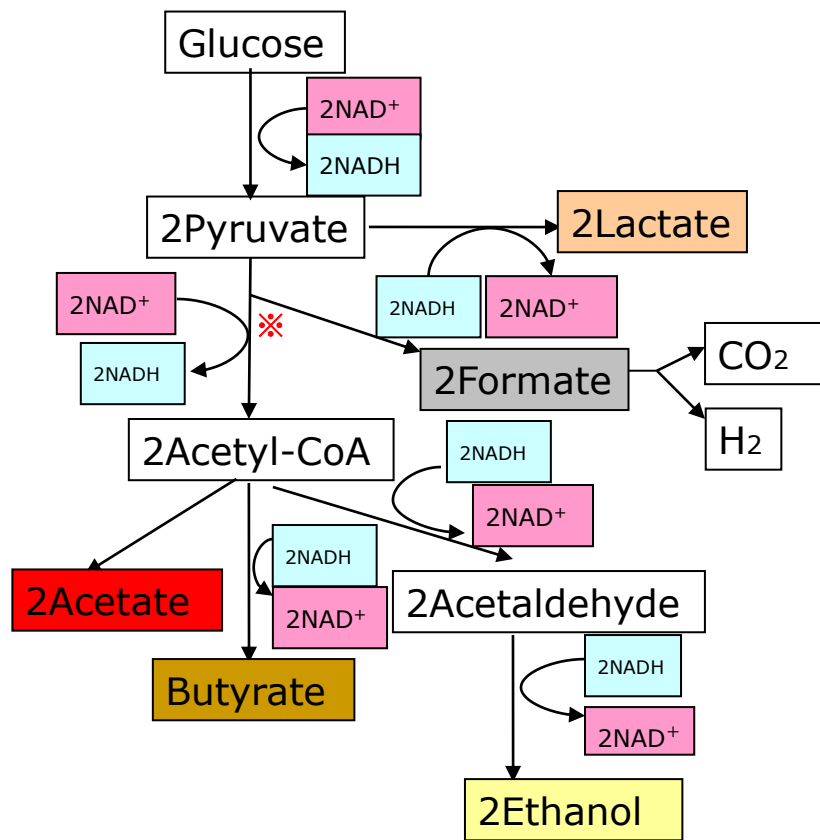 Glucose
2NAD⁺
2NADH
2Pyruvate
2Lactate
2NAD⁺
2NADH
※
2NADH
2NAD⁺
2Formate
CO₂
H₂
2Acetyl-CoA
2NADH
2NAD⁺
2NADH
2NAD⁺
2Acetate
2Acetaldehyde
Butyrate
2NADH
2NAD⁺
2Ethanol